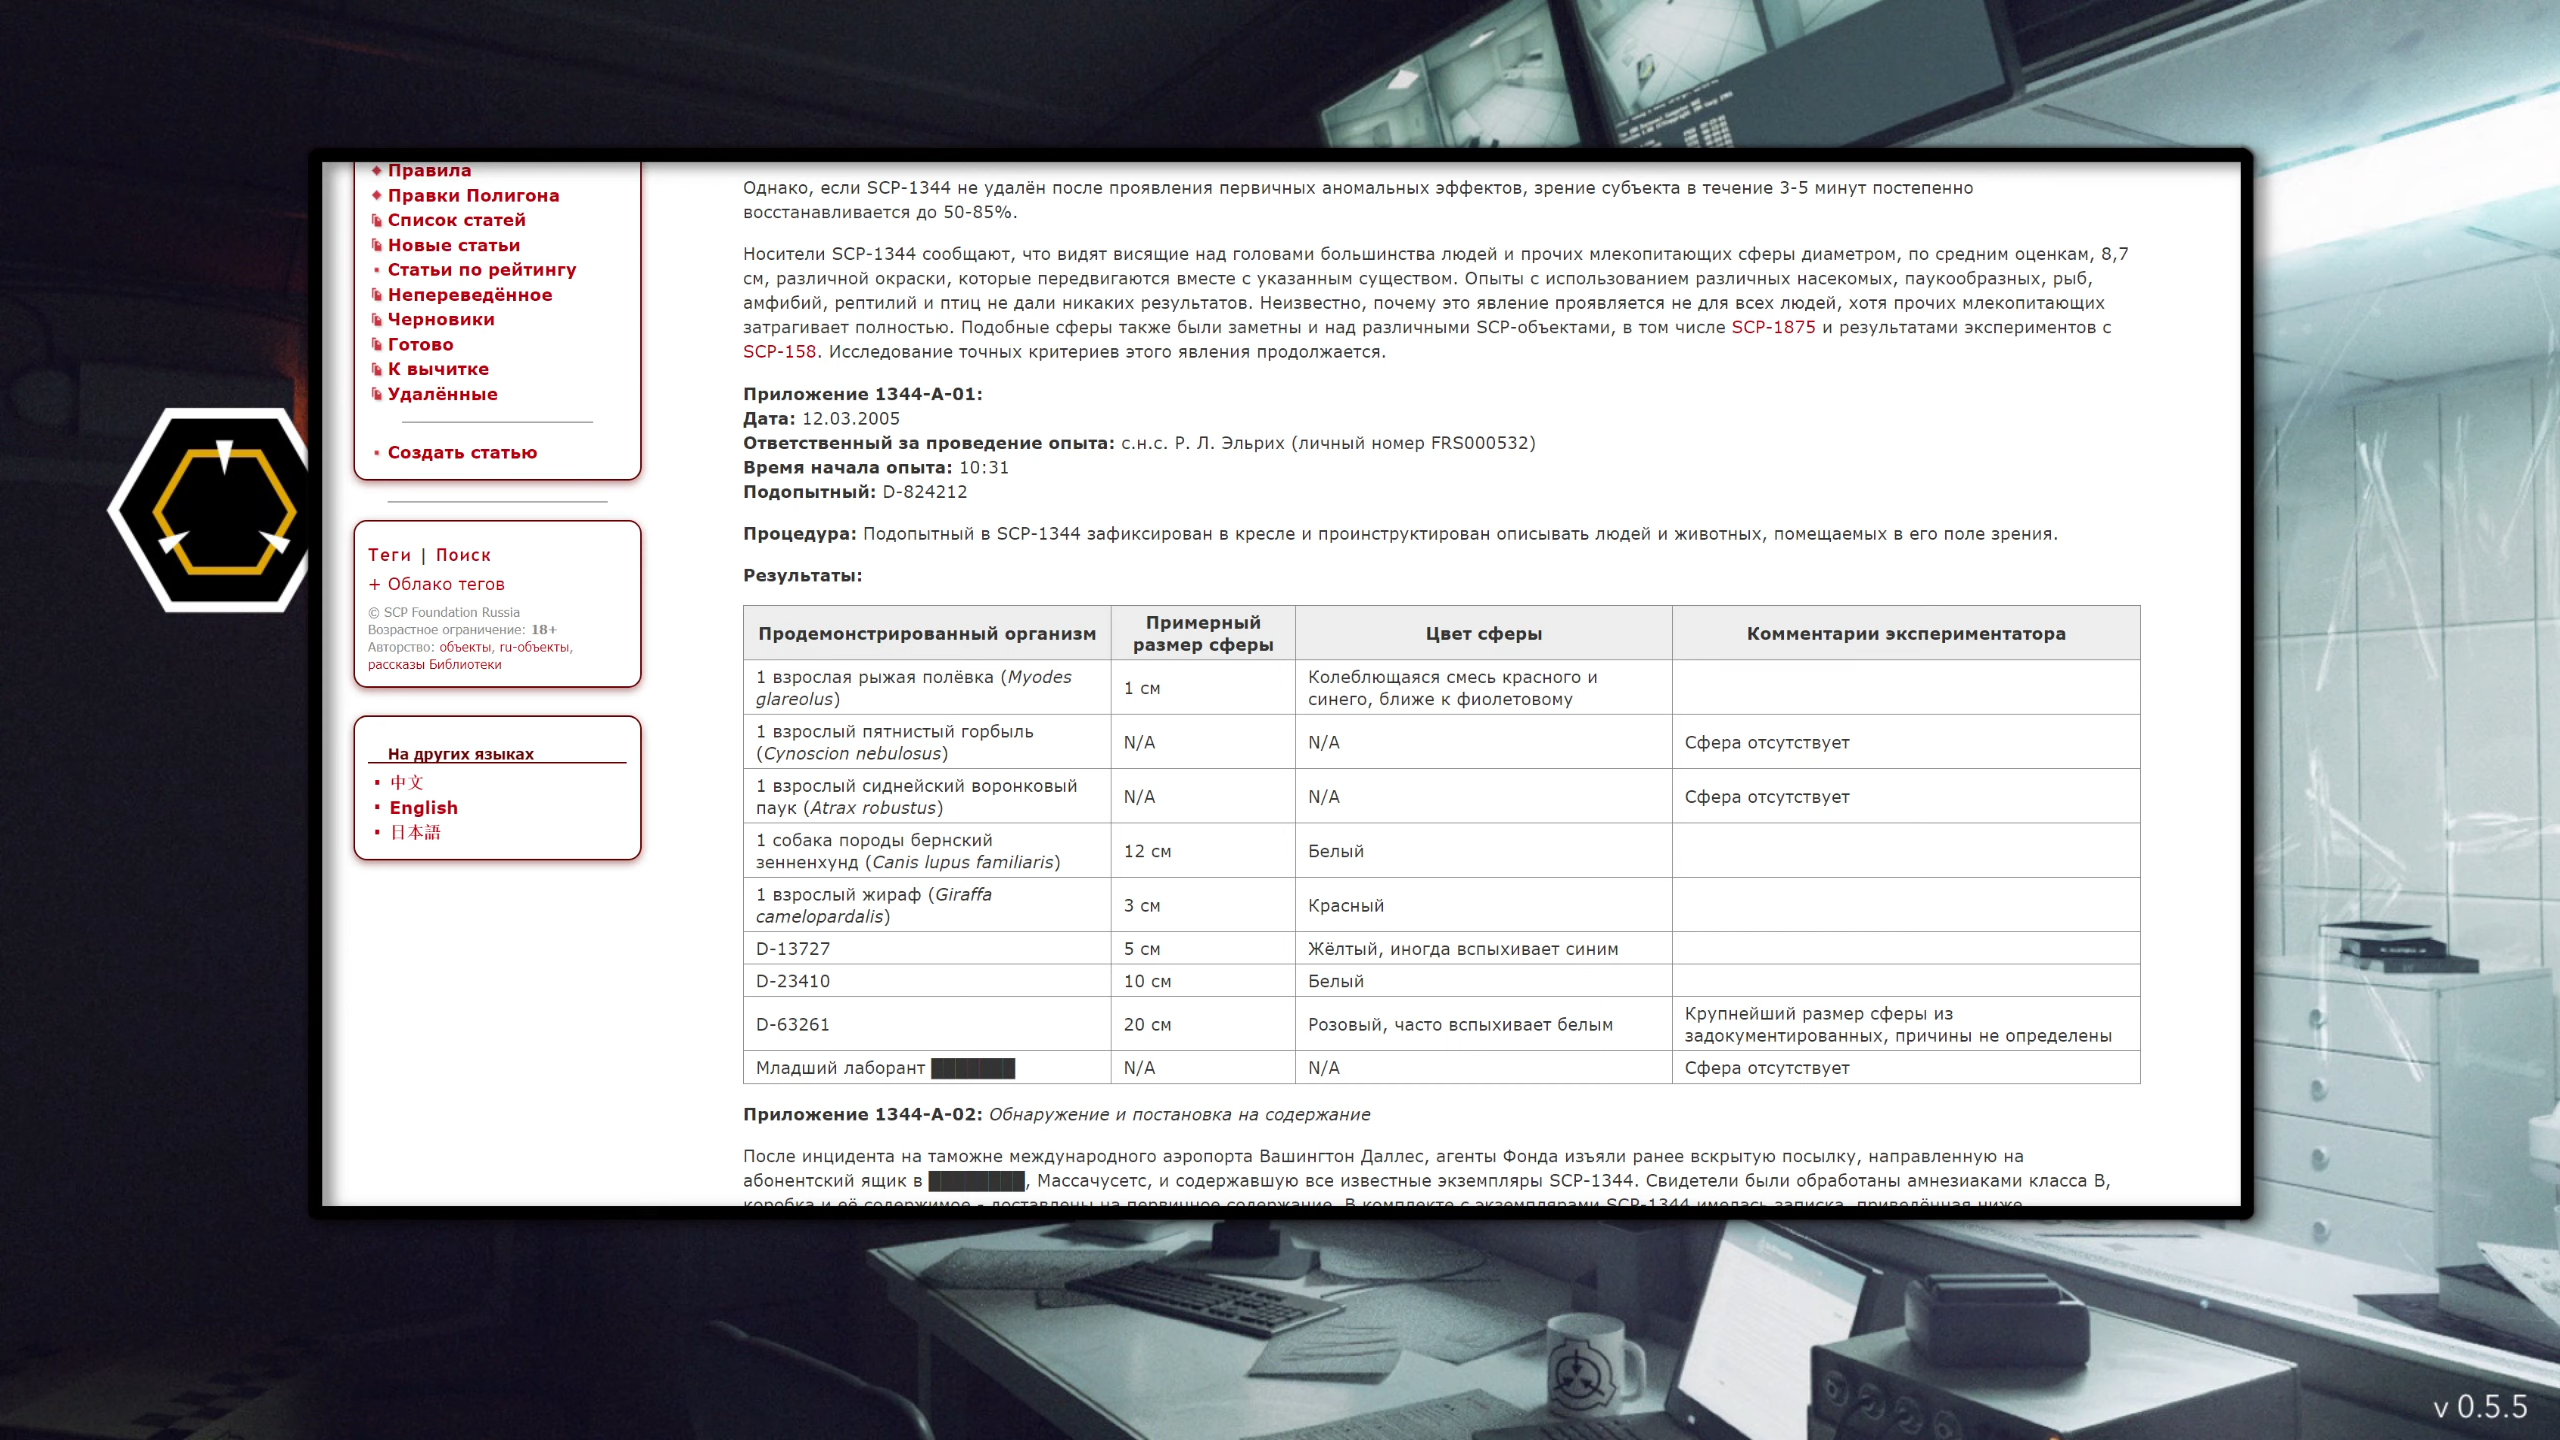 Правила
Правки Полигона
Список статей
Новые статьи
Статьи по рейтингу
Непереведённое
Черновики
Готово
К вычитке
Удалённые
Создать статью
Теги | Поиск
+ Облако тегов
© SCP Foundation Russia
Возрастное ограничение: 18+
Авторство: объекты, ru-объекты,
рассказы Библиотеки
На других языках
中文
English
日本語
Однако, если SCP-1344 не удалён после проявления первичных аномальных эффектов, зрение субъекта в течение 3-5 минут постепенно
восстанавливается до 50-85%.
Носители SCP-1344 сообщают, что видят висящие над головами большинства людей и прочих млекопитающих сферы диаметром, по средним оценкам, 8,7
см, различной окраски, которые передвигаются вместе с указанным существом. Опыты с использованием различных насекомых, паукообразных, рыб,
амфибий, рептилий и птиц не дали никаких результатов. Неизвестно, почему это явление проявляется не для всех людей, хотя прочих млекопитающих
затрагивает полностью. Подобные сферы также были заметны и над различными SCP-объектами, в том числе SCP-1875 и результатами экспериментов с
SCP-158. Исследование точных критериев этого явления продолжается.
Приложение 1344-А-01:
Дата: 12.03.2005
Ответственный за проведение опыта: с.н.с. Р. Л. Эльрих (личный номер FRS000532)
Время начала опыта: 10:31
Подопытный: D-824212
Процедура: Подопытный в SCP-1344 зафиксирован в кресле и проинструктирован описывать людей и животных, помещаемых в его поле зрения.
Результаты:
Продемонстрированный организм Примерный размер сферы Цвет сферы Комментарии экспериментатора
1 взрослая рыжая полёвка (Myodes glareolus) 1 см Колеблющаяся смесь красного и синего, ближе к фиолетовому
1 взрослый пятнистый горбыль (Cynoscion nebulosus) N/A N/A Сфера отсутствует
1 взрослый сиднейский воронковый паук (Atrax robustus) N/A N/A Сфера отсутствует
1 собака породы бернский зенненхунд (Canis lupus familiaris) 12 см Белый
1 взрослый жираф (Giraffa camelopardalis) 3 см Красный
D-13727 5 см Жёлтый, иногда вспыхивает синим
D-23410 10 см Белый
D-63261 20 см Розовый, часто вспыхивает белым Крупнейший размер сферы из задокументированных, причины не определены
Младший лаборант ███████ N/A N/A Сфера отсутствует
Приложение 1344-А-02: Обнаружение и постановка на содержание
После инцидента на таможне международного аэропорта Вашингтон Даллес, агенты Фонда изъяли ранее вскрытую посылку, направленную на
абонентский ящик в ████████, Массачусетс, и содержавшую все известные экземпляры SCP-1344. Свидетели были обработаны амнезиаками класса В,
коробка и её содержимое - доставлены на первичное содержание. В комплекте с экземплярами SCP-1344 имелась записка, приведённая ниже.
v 0.5.5